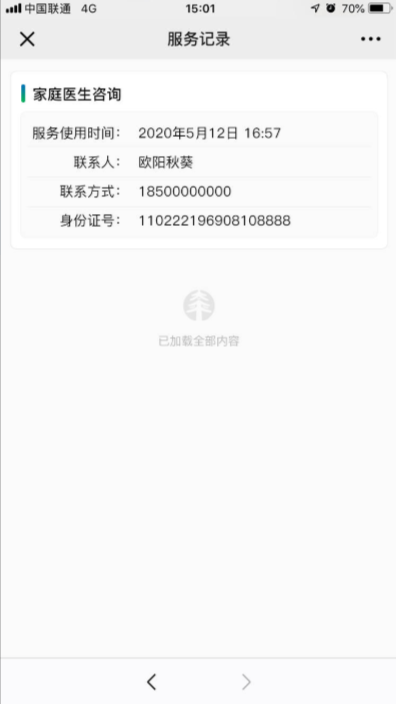 中国联通 4G 15:01 70%
服务记录
家庭医生咨询
服务使用时间： 2020年5月12日 16:57
联系人： 欧阳秋葵
联系方式： 18500000000
身份证号： 110222196908108888
已加载全部内容